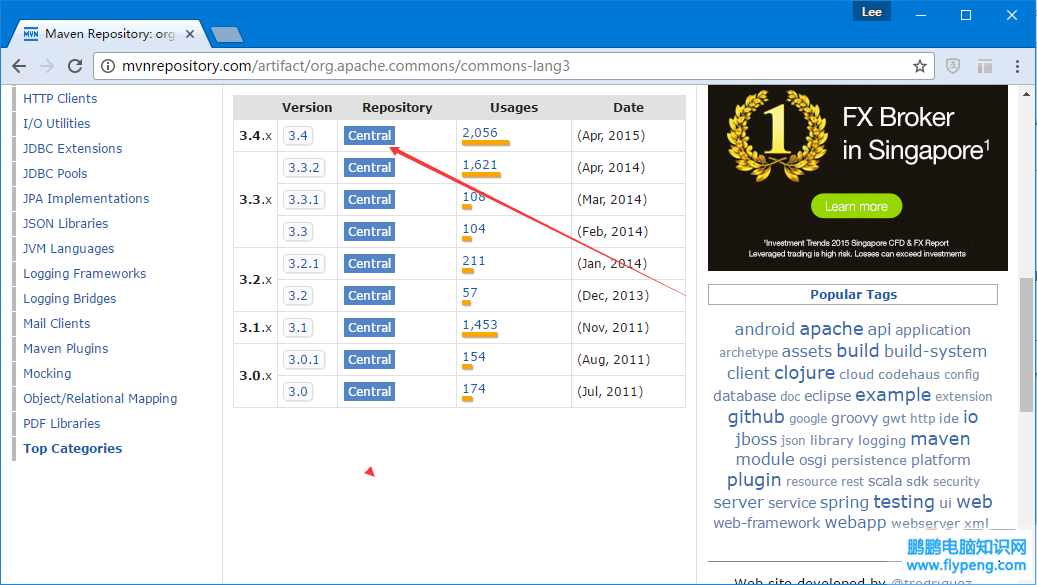 Lee
MVN Maven Repository: org
mvnrepository.com/artifact/org.apache.commons/commons-lang3
HTTP Clients
I/O Utilities
JDBC Extensions
JDBC Pools
JPA Implementations
JSON Libraries
JVM Languages
Logging Frameworks
Logging Bridges
Mail Clients
Maven Plugins
Mocking
Object/Relational Mapping
PDF Libraries
Top Categories
Version Repository Usages Date
3.4.x 3.4 Central 2,056 (Apr, 2015)
3.3.2 Central 1,621 (Apr, 2014)
3.3.x 3.3.1 Central 108 (Mar, 2014)
3.3 Central 104 (Feb, 2014)
3.2.x 3.2.1 Central 211 (Jan, 2014)
3.2 Central 57 (Dec, 2013)
3.1.x 3.1 Central 1,453 (Nov, 2011)
3.0.x 3.0.1 Central 154 (Aug, 2011)
3.0 Central 174 (Jul, 2011)
1
FX Broker
in Singapore1
Learn more
1Investment Trends 2015 Singapore CFD & FX Report
Leveraged trading is high risk. Losses can exceed investments
Popular Tags
android apache api application
archetype assets build build-system
client clojure cloud codehaus config
database doc eclipse example extension
github google groovy gwt http ide io
jboss json library logging maven
module osgi persistence platform
plugin resource rest scala sdk security
server service spring testing ui web
web-framework webapp webserver xml
鹏鹏电脑知识网
www.flypeng.com
Web site developed by @frodriguez